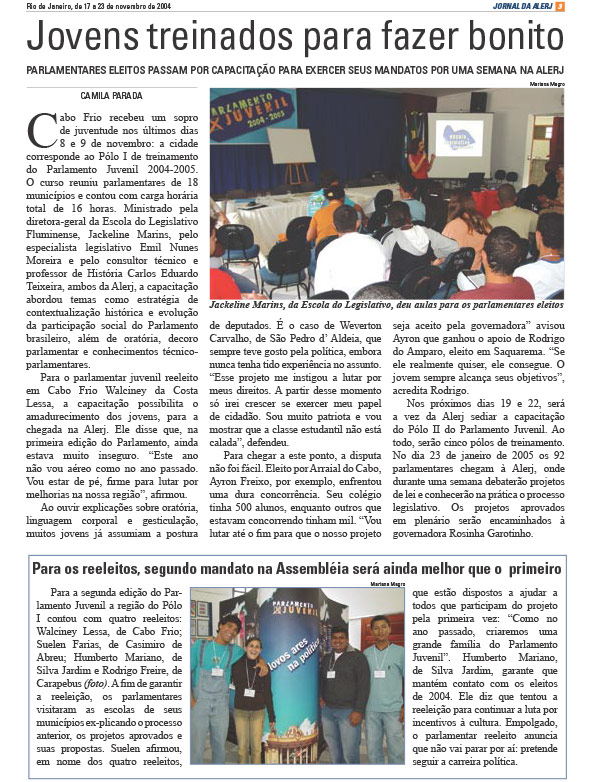 Rio de Janeiro, de 17 a 23 de novembro de 2004
JORNAL DA ALERJ 3
Jovens treinados para fazer bonito
PARLAMENTARES ELEITOS PASSAM POR CAPACITAÇÃO PARA EXERCER SEUS MANDATOS POR UMA SEMANA NA ALERJ
CAMILA PARADA
Cabo Frio recebeu um sopro
de juventude nos últimos dias
8 e 9 de novembro: a cidade
corresponde ao Pólo I de treinamento
do Parlamento Juvenil 2004-2005.
O curso reuniu parlamentares de 18
municípios e contou com carga horária
total de 16 horas. Ministrado pela
diretora-geral da Escola do Legislativo
Fluminense, Jackeline Marins, pelo
especialista legislativo Emil Nunes
Moreira e pelo consultor técnico e
professor de História Carlos Eduardo
Teixeira, ambos da Alerj, a capacitação
abordou temas como estratégia de
contextualização histórica e evolução
da participação social do Parlamento
brasileiro, além de oratória, decoro
parlamentar e conhecimentos técnico-
parlamentares.
Para o parlamentar juvenil reeleito
em Cabo Frio Walciney da Costa
Lessa, a capacitação possibilita o
amadurecimento dos jovens, para a
chegada na Alerj. Ele disse que, na
primeira edição do Parlamento, ainda
estava muito inseguro. “Este ano
não vou aéreo como no ano passado.
Vou estar de pé, firme para lutar por
melhorias na nossa região”, afirmou.
Ao ouvir explicações sobre oratória,
linguagem corporal e gesticulação,
muitos jovens já assumiam a postura
Mariana Magro
PARLAMENTO
JUVENIL
2004-2005
Jackeline Marins, da Escola do Legislativo, deu aulas para os parlamentares eleitos
de deputados. É o caso de Weverton
Carvalho, de São Pedro d’ Aldeia, que
sempre teve gosto pela política, embora
nunca tenha tido experiência no assunto.
“Esse projeto me instigou a lutar por
meus direitos. A partir desse momento
só irei crescer se exercer meu papel
de cidadão. Sou muito patriota e vou
mostrar que a classe estudantil não está
calada”, defendeu.
Para chegar a este ponto, a disputa
não foi fácil. Eleito por Arraial do Cabo,
Ayron Freixo, por exemplo, enfrentou
uma dura concorrência. Seu colégio
tinha 500 alunos, enquanto outros que
estavam concorrendo tinham mil. “Vou
lutar até o fim para que o nosso projeto
seja aceito pela governadora” avisou
Ayron que ganhou o apoio de Rodrigo
do Amparo, eleito em Saquarema. “Se
ele realmente quiser, ele consegue. O
jovem sempre alcança seus objetivos”,
acredita Rodrigo.
Nos próximos dias 19 e 22, será
a vez da Alerj sediar a capacitação
do Pólo II do Parlamento Juvenil. Ao
todo, serão cinco pólos de treinamento.
No dia 23 de janeiro de 2005 os 92
parlamentares chegam à Alerj, onde
durante uma semana debaterão projetos
de lei e conhecerão na prática o processo
legislativo. Os projetos aprovados
em plenário serão encaminhados à
governadora Rosinha Garotinho.
Para os reeleitos, segundo mandato na Assembléia será ainda melhor que o primeiro
Para a segunda edição do Par-
lamento Juvenil a região do Pólo
I contou com quatro reeleitos:
Walciney Lessa, de Cabo Frio;
Suelen Farias, de Casimiro de
Abreu; Humberto Mariano, de
Silva Jardim e Rodrigo Freire, de
Carapebus (foto). A fim de garantir
a reeleição, os parlamentares
visitaram as escolas de seus
municípios ex-plicando o processo
anterior, os projetos aprovados e
suas propostas. Suelen afirmou,
em nome dos quatro reeleitos,
Mariana Magro
PARLAMENTO
JUVENIL
Novos ares
na política
que estão dispostos a ajudar a
todos que participam do projeto
pela primeira vez: “Como no
ano passado, criaremos uma
grande família do Parlamento
Juvenil”. Humberto Mariano,
de Silva Jardim, garante que
mantém contato com os eleitos
de 2004. Ele diz que tentou a
reeleição para continuar a luta por
incentivos à cultura. Empolgado,
o parlamentar reeleito anuncia
que não vai parar por aí: pretende
seguir a carreira política.